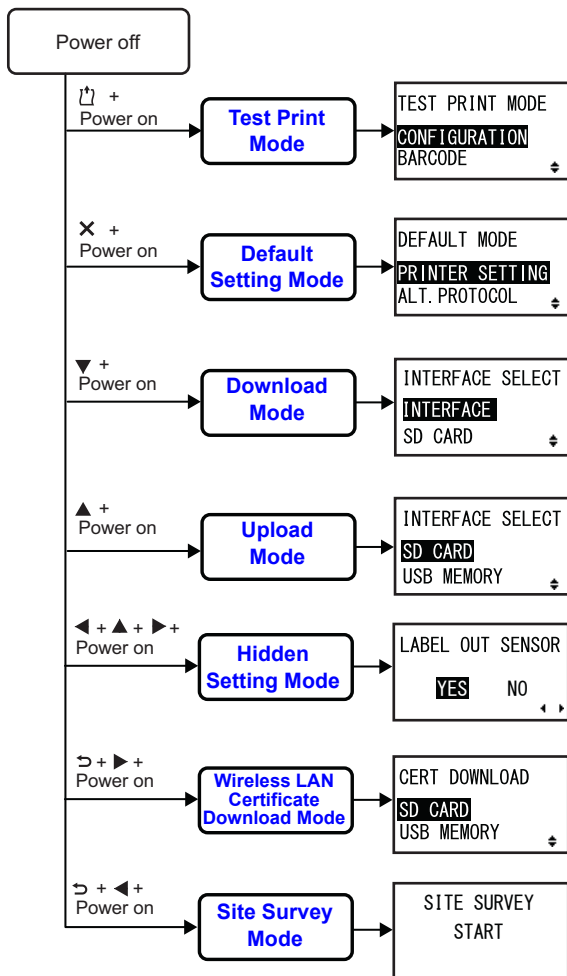 Power off
+
Power on
Test Print
Mode
TEST PRINT MODE
CONFIGURATION
BARCODE
✕ +
Power on
Default
Setting Mode
DEFAULT MODE
PRINTER SETTING
ALT. PROTOCOL
▼ +
Power on
Download
Mode
INTERFACE SELECT
INTERFACE
SD CARD
▲ +
Power on
Upload
Mode
INTERFACE SELECT
SD CARD
USB MEMORY
◀ + ▲ + ▶ +
Power on
Hidden
Setting Mode
LABEL OUT SENSOR
YES NO
⮌ + ▶ +
Power on
Wireless LAN
Certificate
Download Mode
CERT DOWNLOAD
SD CARD
USB MEMORY
⮌ + ◀ +
Power on
Site Survey
Mode
SITE SURVEY
START